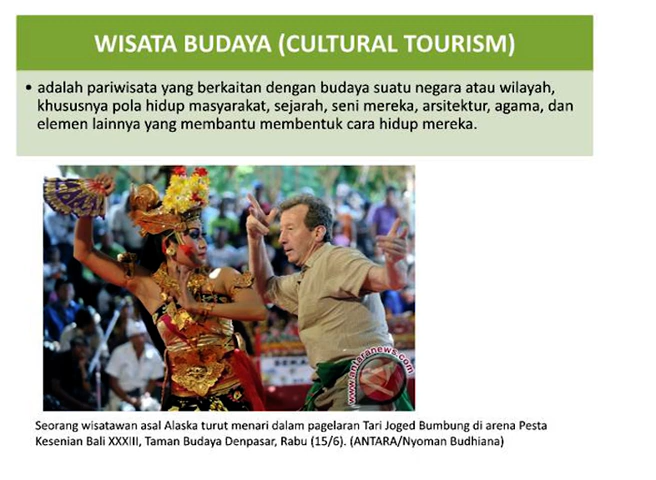 WISATA BUDAYA (CULTURAL TOURISM)
• adalah pariwisata yang berkaitan dengan budaya suatu negara atau wilayah,
khususnya pola hidup masyarakat, sejarah, seni mereka, arsitektur, agama, dan
elemen lainnya yang membantu membentuk cara hidup mereka.
www.antaranews.com
Seorang wisatawan asal Alaska turut menari dalam pagelaran Tari Joged Bumbung di arena Pesta
Kesenian Bali XXXIII, Taman Budaya Denpasar, Rabu (15/6). (ANTARA/Nyoman Budhiana)